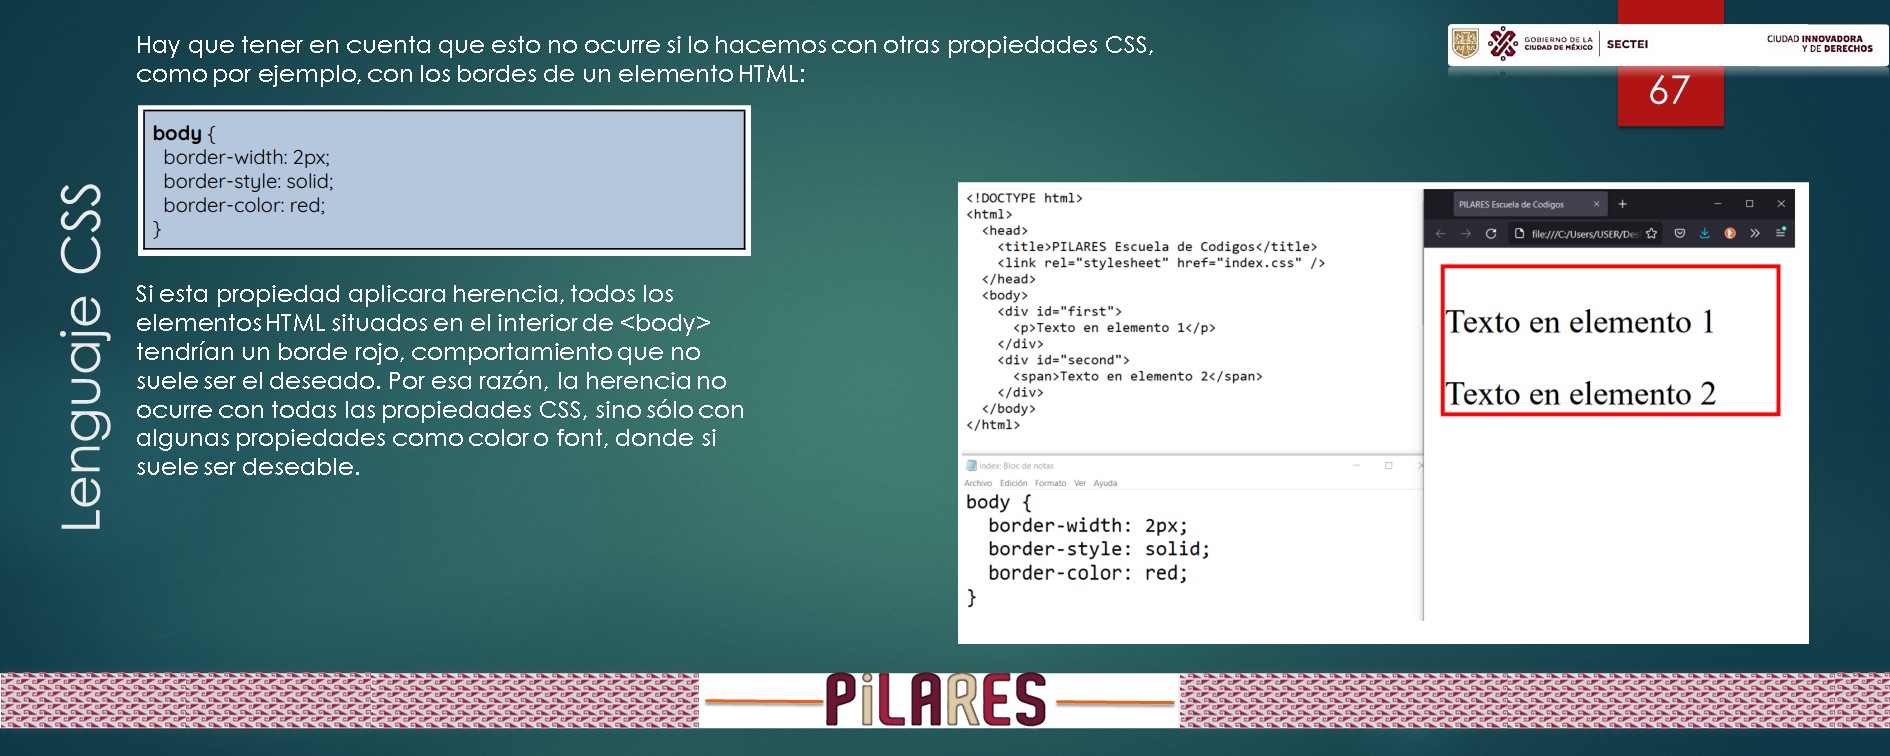 Hay que tener en cuenta que esto no ocurre si lo hacemos con otras propiedades CSS,
como por ejemplo, con los bordes de un elemento HTML:
GOBIERNO DE LA
CIUDAD DE MÉXICO
SECTEI
CIUDAD INNOVADORA
Y DE DERECHOS
67
Lenguaje CSS
body {
border-width: 2px;
border-style: solid;
border-color: red;
}
Si esta propiedad aplicara herencia, todos los
elementos HTML situados en el interior de <body>
tendrían un borde rojo, comportamiento que no
suele ser el deseado. Por esa razón, la herencia no
ocurre con todas las propiedades CSS, sino sólo con
algunas propiedades como color o font, donde si
suele ser deseable.
<!DOCTYPE html>
<html>
<head>
<title>PILARES Escuela de Codigos</title>
<link rel="stylesheet" href="index.css" />
</head>
<body>
<div id="first">
<p>Texto en elemento 1</p>
</div>
<div id="second">
<span>Texto en elemento 2</span>
</div>
</body>
</html>
index: Bloc de notas
Archivo Edición Formato Ver Ayuda
body {
border-width: 2px;
border-style: solid;
border-color: red;
}
PILARES Escuela de Codigos
file:///C:/Users/USER/De
Texto en elemento 1
Texto en elemento 2
PiLARES